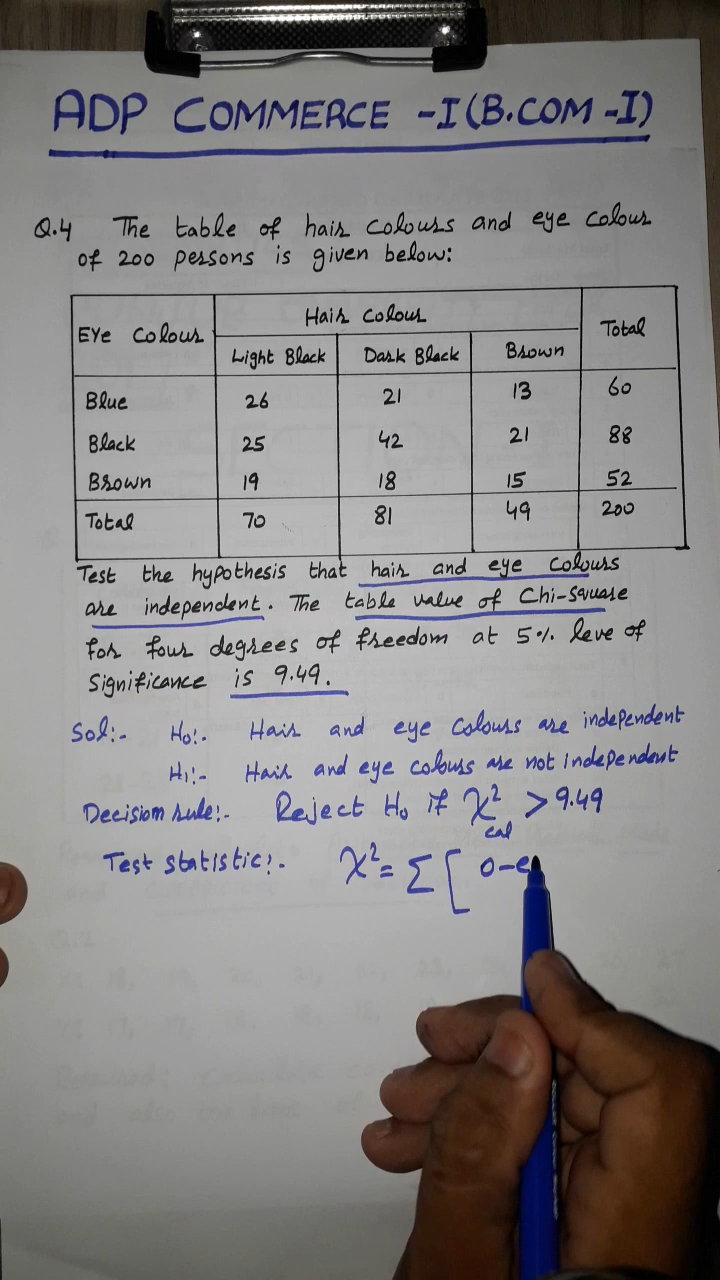 ADP COMMERCE -I(B.COM-I)
Q.4 The table of hair colours and eye colour
of 200 persons is given below:
EYe Colour Hair Colour Total
Light Black Dark Black Brown
Blue 26 21 13 60
Black 25 42 21 88
Brown 19 18 15 52
Total 70 81 49 200
Test the hypothesis that hair and eye colours
are independent. The table value of Chi-Square
for four degrees of freedom at 5% leve of
Significance is 9.49.
Sol:- H₀:. Hair and eye colours are independent
H₁:- Hair and eye colours are not independent
Decision rule:- Reject H₀ if χ²cal > 9.49
Test statistic:. χ² = Σ [ o-e